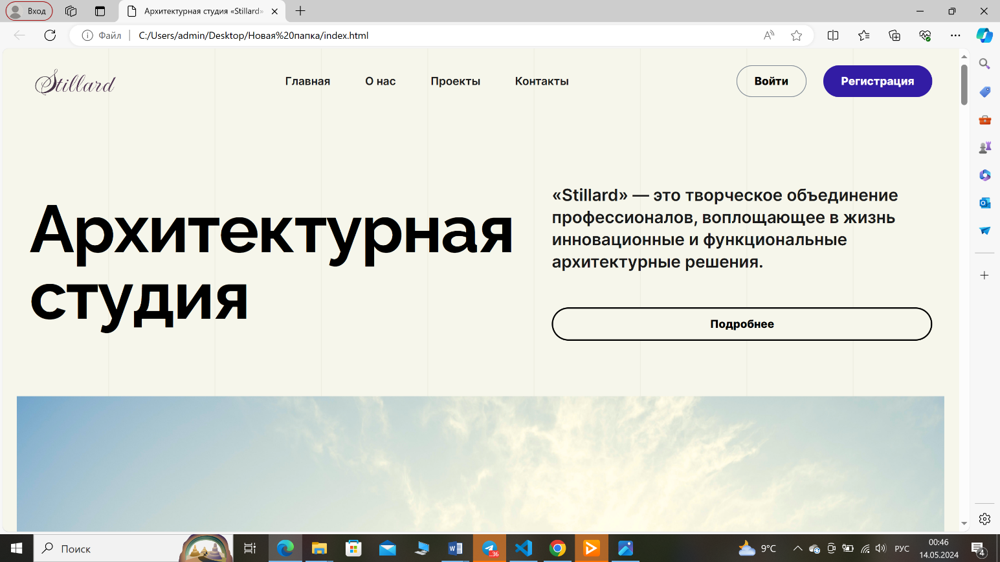 Вход
Архитектурная студия «Stillard»
Файл
C:/Users/admin/Desktop/Новая%20папка/index.html
Stillard
Главная
О нас
Проекты
Контакты
Войти
Регистрация
Архитектурная
студия
«Stillard» — это творческое объединение
профессионалов, воплощающее в жизнь
инновационные и функциональные
архитектурные решения.
Подробнее
Поиск
..36
9°C
РУС
00:46
14.05.2024
4